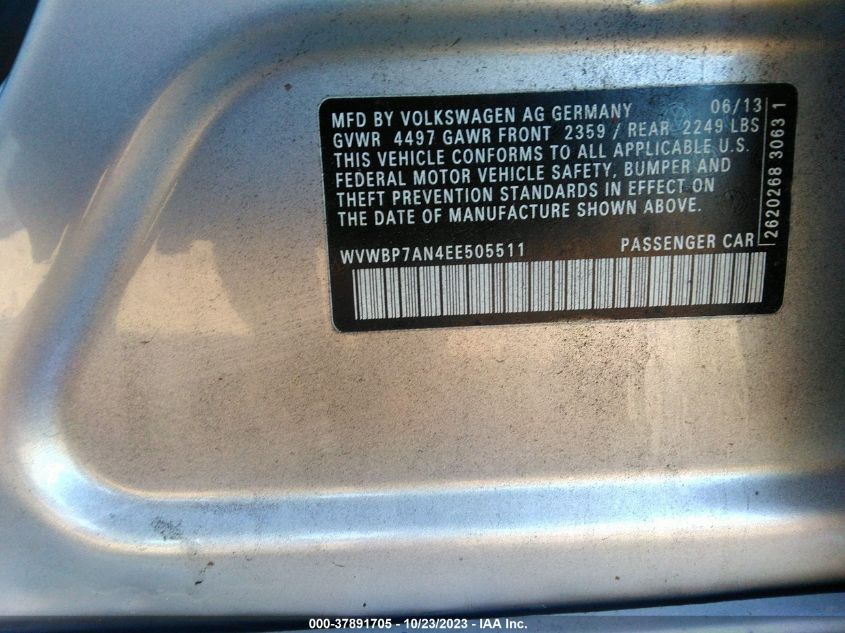 MFD BY VOLKSWAGEN AG GERMANY 06/13
GVWR 4497 GAWR FRONT 2359 / REAR 2249 LBS
THIS VEHICLE CONFORMS TO ALL APPLICABLE U.S.
FEDERAL MOTOR VEHICLE SAFETY, BUMPER AND
THEFT PREVENTION STANDARDS IN EFFECT ON
THE DATE OF MANUFACTURE SHOWN ABOVE.
WVWBP7AN4EE505511 PASSENGER CAR
2620268 30631
000-37891705 - 10/23/2023 - IAA Inc.